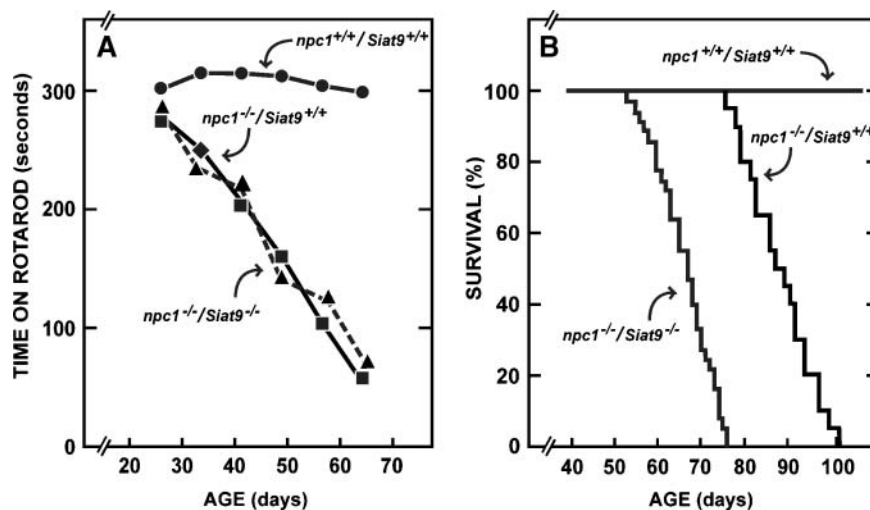 A
npc1+/+/Siat9+/+
npc1-/-/Siat9+/+
npc1-/-/Siat9-/-
TIME ON ROTAROD (seconds)
300
200
100
0
20 30 40 50 60 70
AGE (days)
B
npc1+/+/Siat9+/+
npc1-/-/Siat9+/+
npc1-/-/Siat9-/-
SURVIVAL (%)
100
80
60
40
20
0
40 50 60 70 80 90 100
AGE (days)